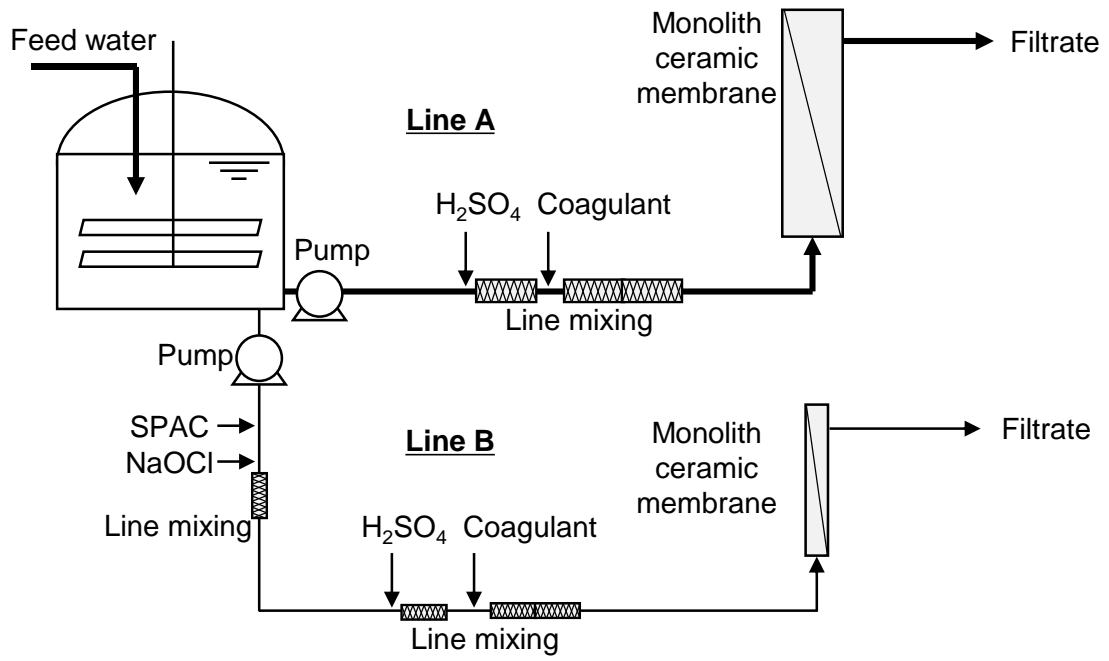 Feed water
Monolith
ceramic
membrane
Filtrate
Line A
H₂SO₄ Coagulant
Pump
Line mixing
Pump
SPAC
NaOCl
Line mixing
Line B
Monolith
ceramic
membrane
Filtrate
H₂SO₄ Coagulant
Line mixing